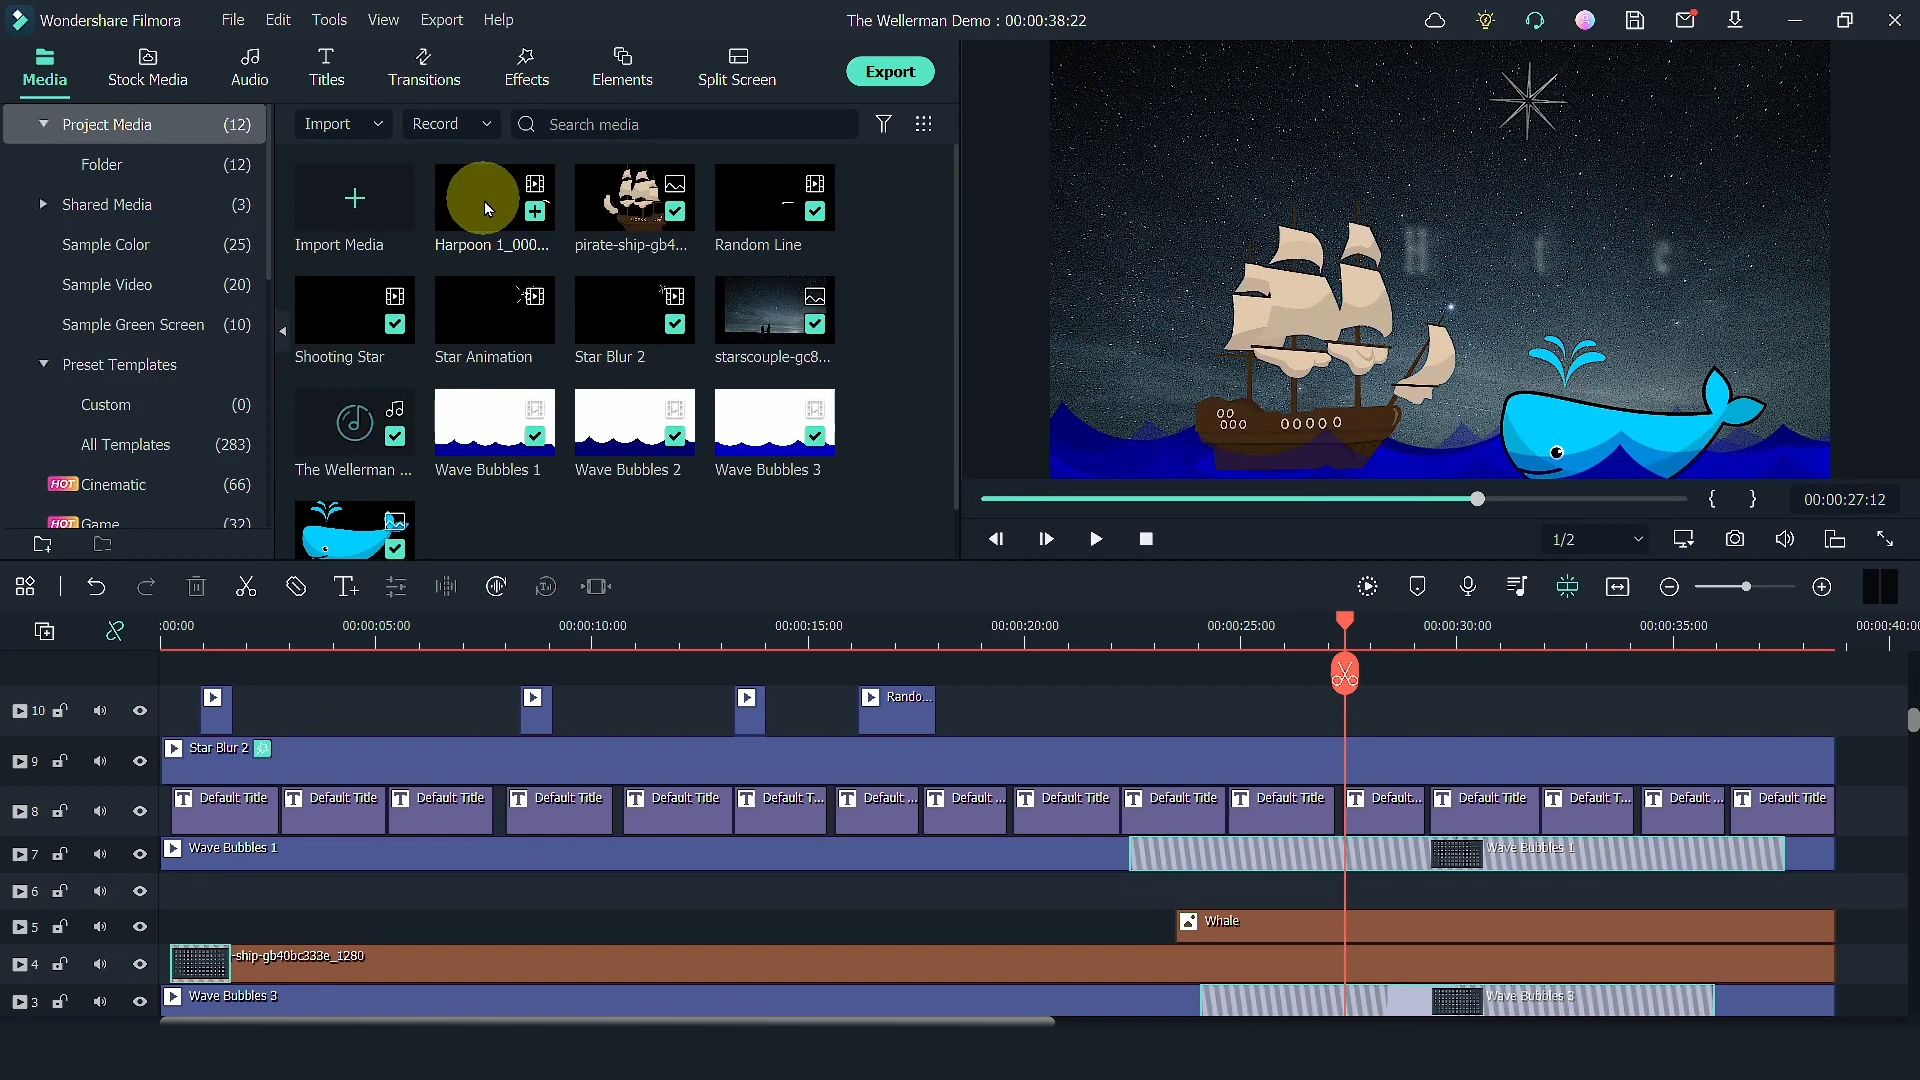 Wondershare Filmora File Edit Tools View Export Help The Wellerman Demo : 00:00:38:22
Media Stock Media Audio Titles Transitions Effects Elements Split Screen Export
Project Media (12)
Folder (12)
Shared Media (3)
Sample Color (25)
Sample Video (20)
Sample Green Screen (10)
Preset Templates
Custom (0)
All Templates (283)
HOT Cinematic (66)
HOT Game (32)
Import Record Search media
Import Media Harpoon 1_000... pirate-ship-gb4... Random Line
Shooting Star Star Animation Star Blur 2 starscouple-gc8...
The Wellerman ... Wave Bubbles 1 Wave Bubbles 2 Wave Bubbles 3
H i c
{ } 00:00:27:12
1/2
:00:00 00:00:05:00 00:00:10:00 00:00:15:00 00:00:20:00 00:00:25:00 00:00:30:00 00:00:35:00 00:00:40:0
10 Rando...
9 Star Blur 2
8 Default Title Default Title Default Title Default Title Default Title Default T... Default ... Default ... Default Title Default Title Default Title Default... Default Title Default T... Default ... Default Title
7 Wave Bubbles 1 Wave Bubbles 1
6
5 Whale
4 -ship-gb40bc333e_1280
3 Wave Bubbles 3 Wave Bubbles 3